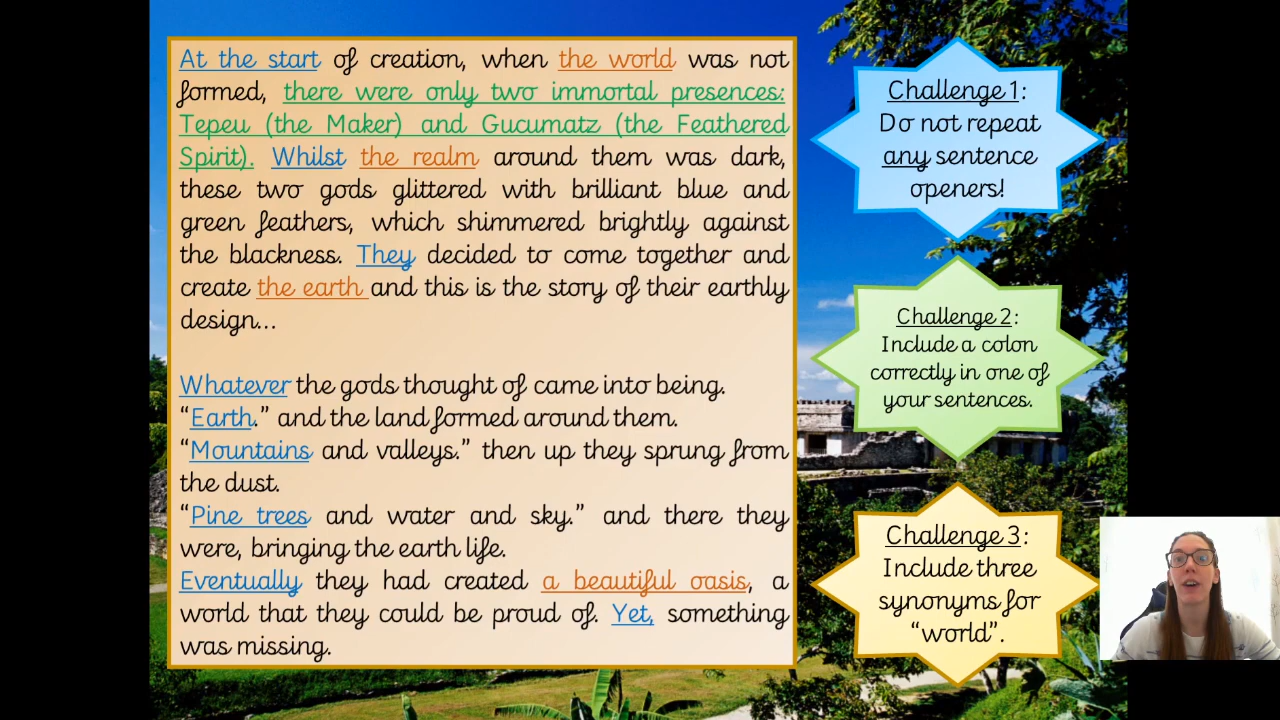 At the start of creation, when the world was not
formed, there were only two immortal presences:
Tepeu (the Maker) and Gucumatz (the Feathered
Spirit). Whilst the realm around them was dark,
these two gods glittered with brilliant blue and
green feathers, which shimmered brightly against
the blackness. They decided to come together and
create the earth and this is the story of their earthly
design...
Whatever the gods thought of came into being.
“Earth.” and the land formed around them.
“Mountains and valleys.” then up they sprung from
the dust.
“Pine trees and water and sky.” and there they
were, bringing the earth life.
Eventually they had created a beautiful oasis, a
world that they could be proud of. Yet, something
was missing.
Challenge 1:
Do not repeat
any sentence
openers!
Challenge 2:
Include a colon
correctly in one of
your sentences.
Challenge 3:
Include three
synonyms for
“world”.